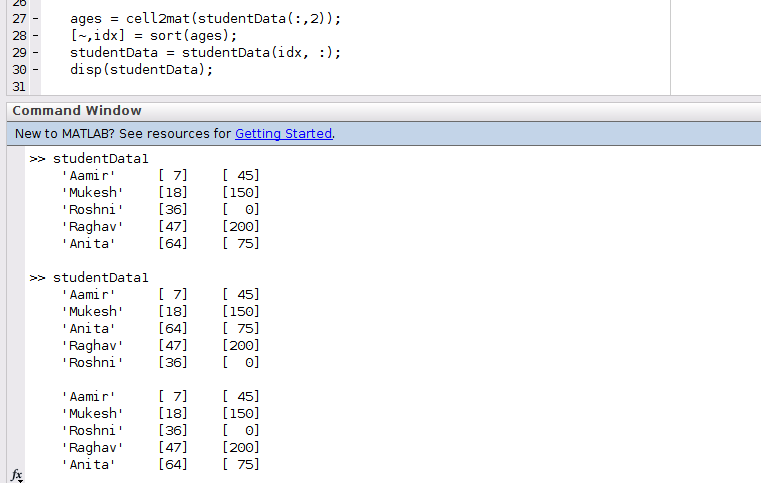 26
27 - ages = cell2mat(studentData(:,2));
28 - [~,idx] = sort(ages);
29 - studentData = studentData(idx, :);
30 - disp(studentData);
31
Command Window
New to MATLAB? See resources for Getting Started.
>> studentData1
'Aamir' [ 7] [ 45]
'Mukesh' [18] [150]
'Roshni' [36] [ 0]
'Raghav' [47] [200]
'Anita' [64] [ 75]
>> studentData1
'Aamir' [ 7] [ 45]
'Mukesh' [18] [150]
'Anita' [64] [ 75]
'Raghav' [47] [200]
'Roshni' [36] [ 0]
'Aamir' [ 7] [ 45]
'Mukesh' [18] [150]
'Roshni' [36] [ 0]
'Raghav' [47] [200]
'Anita' [64] [ 75]
fx